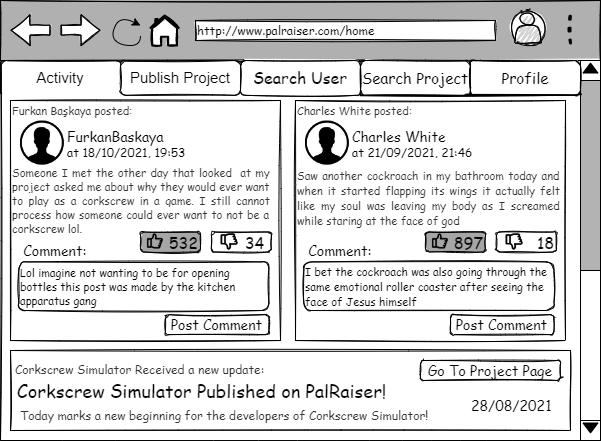 http://www.palraiser.com/home
Activity
Publish Project
Search User
Search Project
Profile
Furkan Başkaya posted:
FurkanBaskaya
at 18/10/2021, 19:53
Someone I met the other day that looked at my
project asked me about why they would ever want
to play as a corkscrew in a game. I still cannot
process how someone could ever want to not be a
corkscrew lol.
532
34
Comment:
Lol imagine not wanting to be for opening
bottles this post was made by the kitchen
apparatus gang
Post Comment
Charles White posted:
Charles White
at 21/09/2021, 21:46
Saw another cockroach in my bathroom today and
when it started flapping its wings it actually felt
like my soul was leaving my body as I screamed
while staring at the face of god
897
18
Comment:
I bet the cockroach was also going through the
same emotional roller coaster after seeing the
face of Jesus himself
Post Comment
Corkscrew Simulator Received a new update:
Go To Project Page
Corkscrew Simulator Published on PalRaiser!
28/08/2021
Today marks a new beginning for the developers of Corkscrew Simulator!